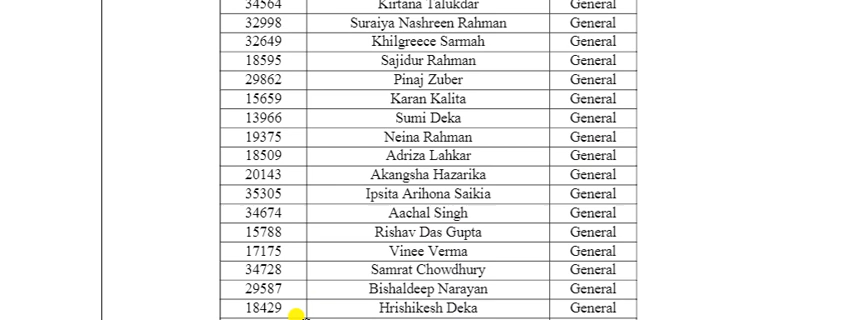 34564 Kirtana Talukdar General
32998 Suraiya Nashreen Rahman General
32649 Khilgreece Sarmah General
18595 Sajidur Rahman General
29862 Pinaj Zuber General
15659 Karan Kalita General
13966 Sumi Deka General
19375 Neina Rahman General
18509 Adriza Lahkar General
20143 Akangsha Hazarika General
35305 Ipsita Arihona Saikia General
34674 Aachal Singh General
15788 Rishav Das Gupta General
17175 Vinee Verma General
34728 Samrat Chowdhury General
29587 Bishaldeep Narayan General
18429 Hrishikesh Deka General